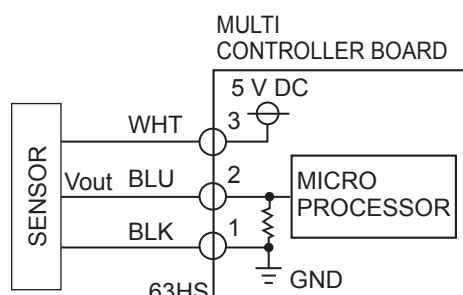 MULTI
CONTROLLER BOARD
5 V DC
WHT
3
SENSOR
Vout
BLU
2
MICRO
PROCESSOR
BLK
1
GND
63HS